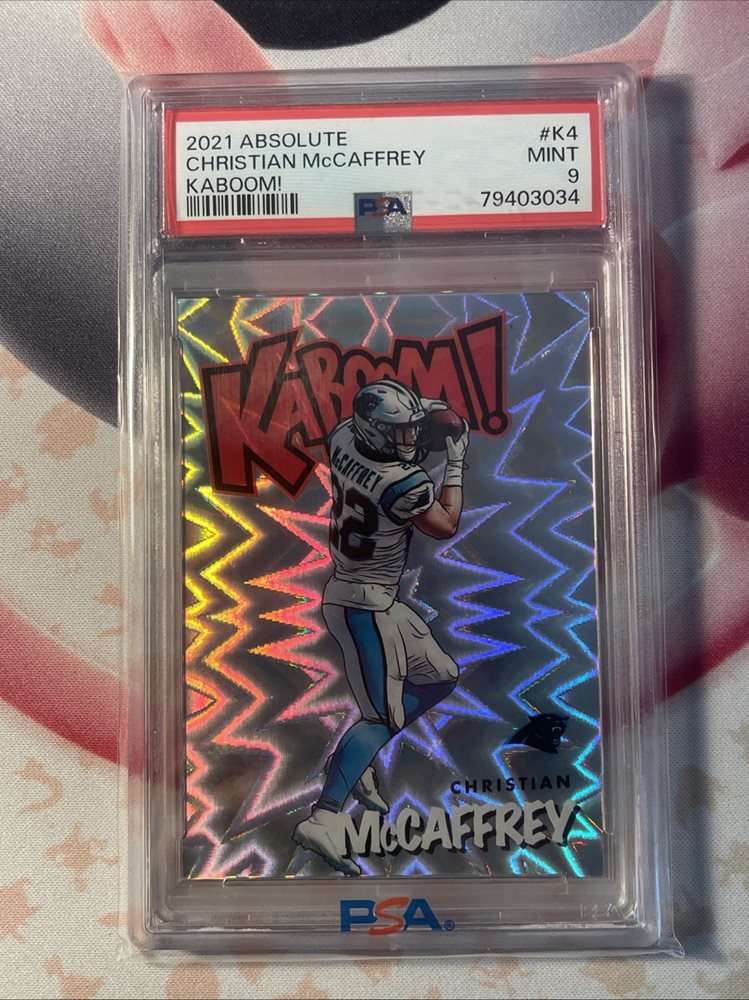 2021 ABSOLUTE #K4
CHRISTIAN McCAFFREY MINT
KABOOM! 9
PSA 79403034
KABOOM!
McCAFFREY
22
CHRISTIAN
McCAFFREY
PSA